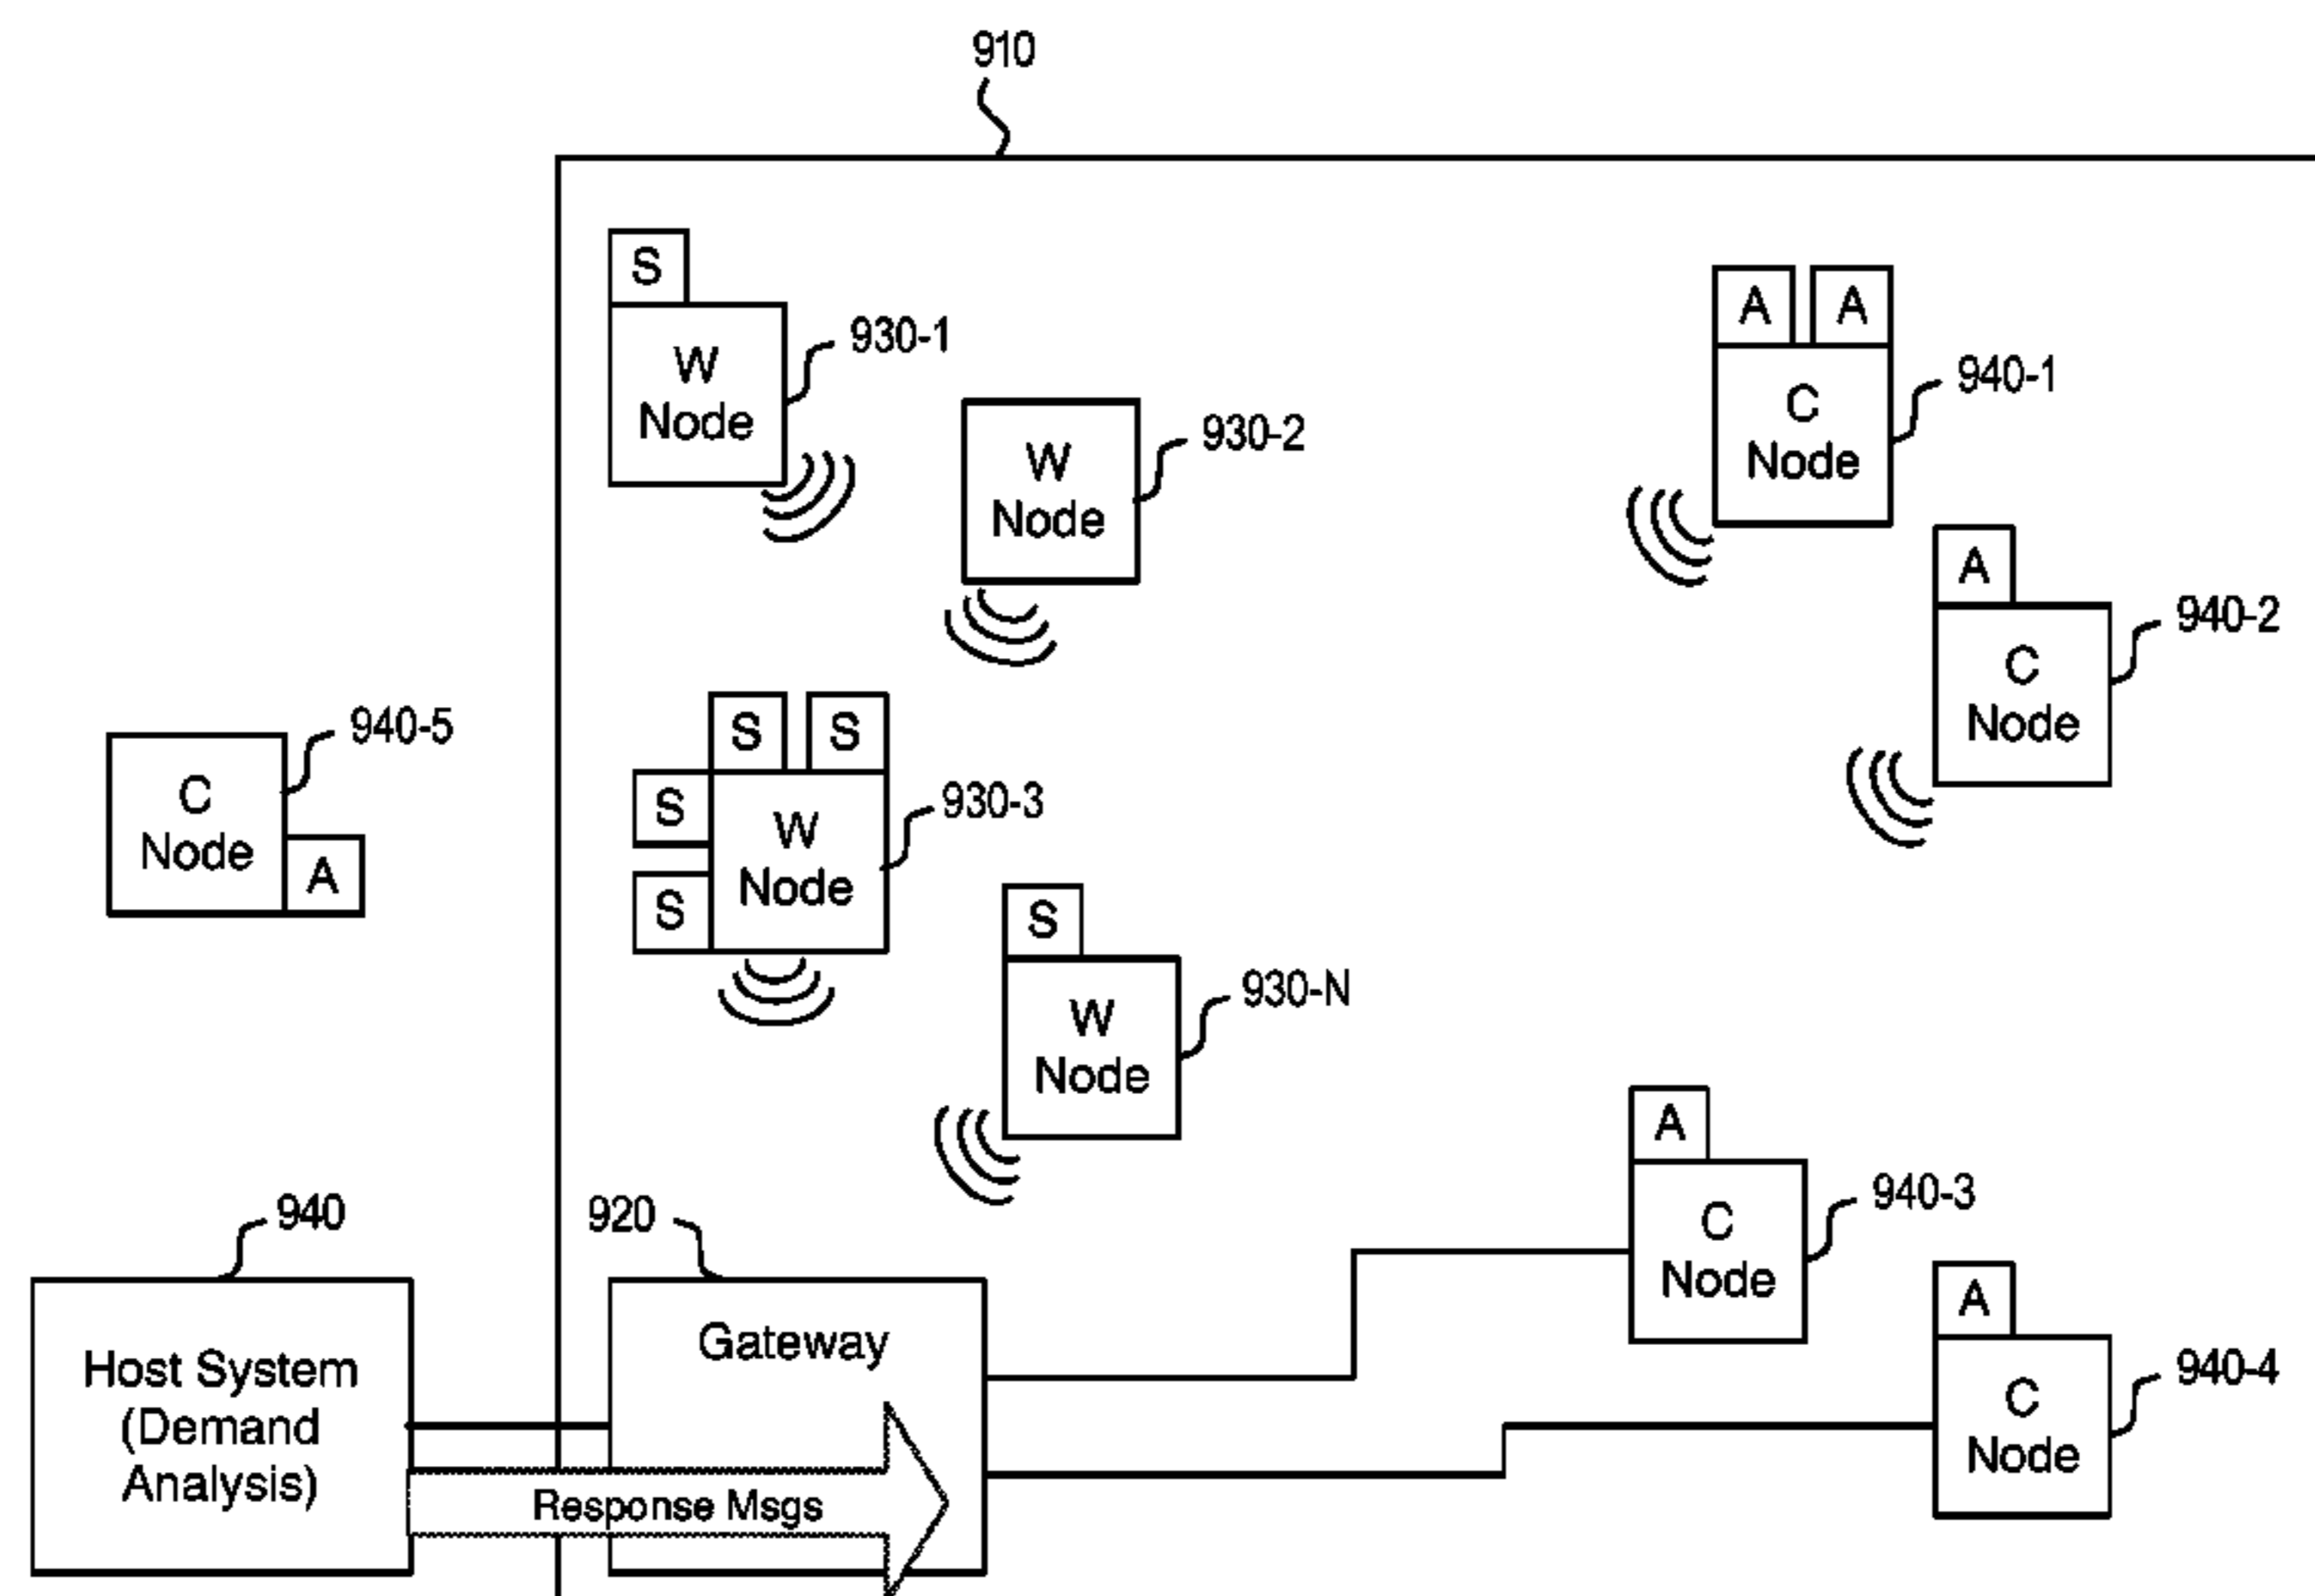 910
S
W
Node
930-1
W
Node
930-2
A A
C
Node
940-1
A
C
Node
940-2
C
Node
A
940-5
S S
S
S
W
Node
930-3
S
W
Node
930-N
A
C
Node
940-3
A
C
Node
940-4
940
Host System
(Demand
Analysis)
920
Gateway
Response Msgs